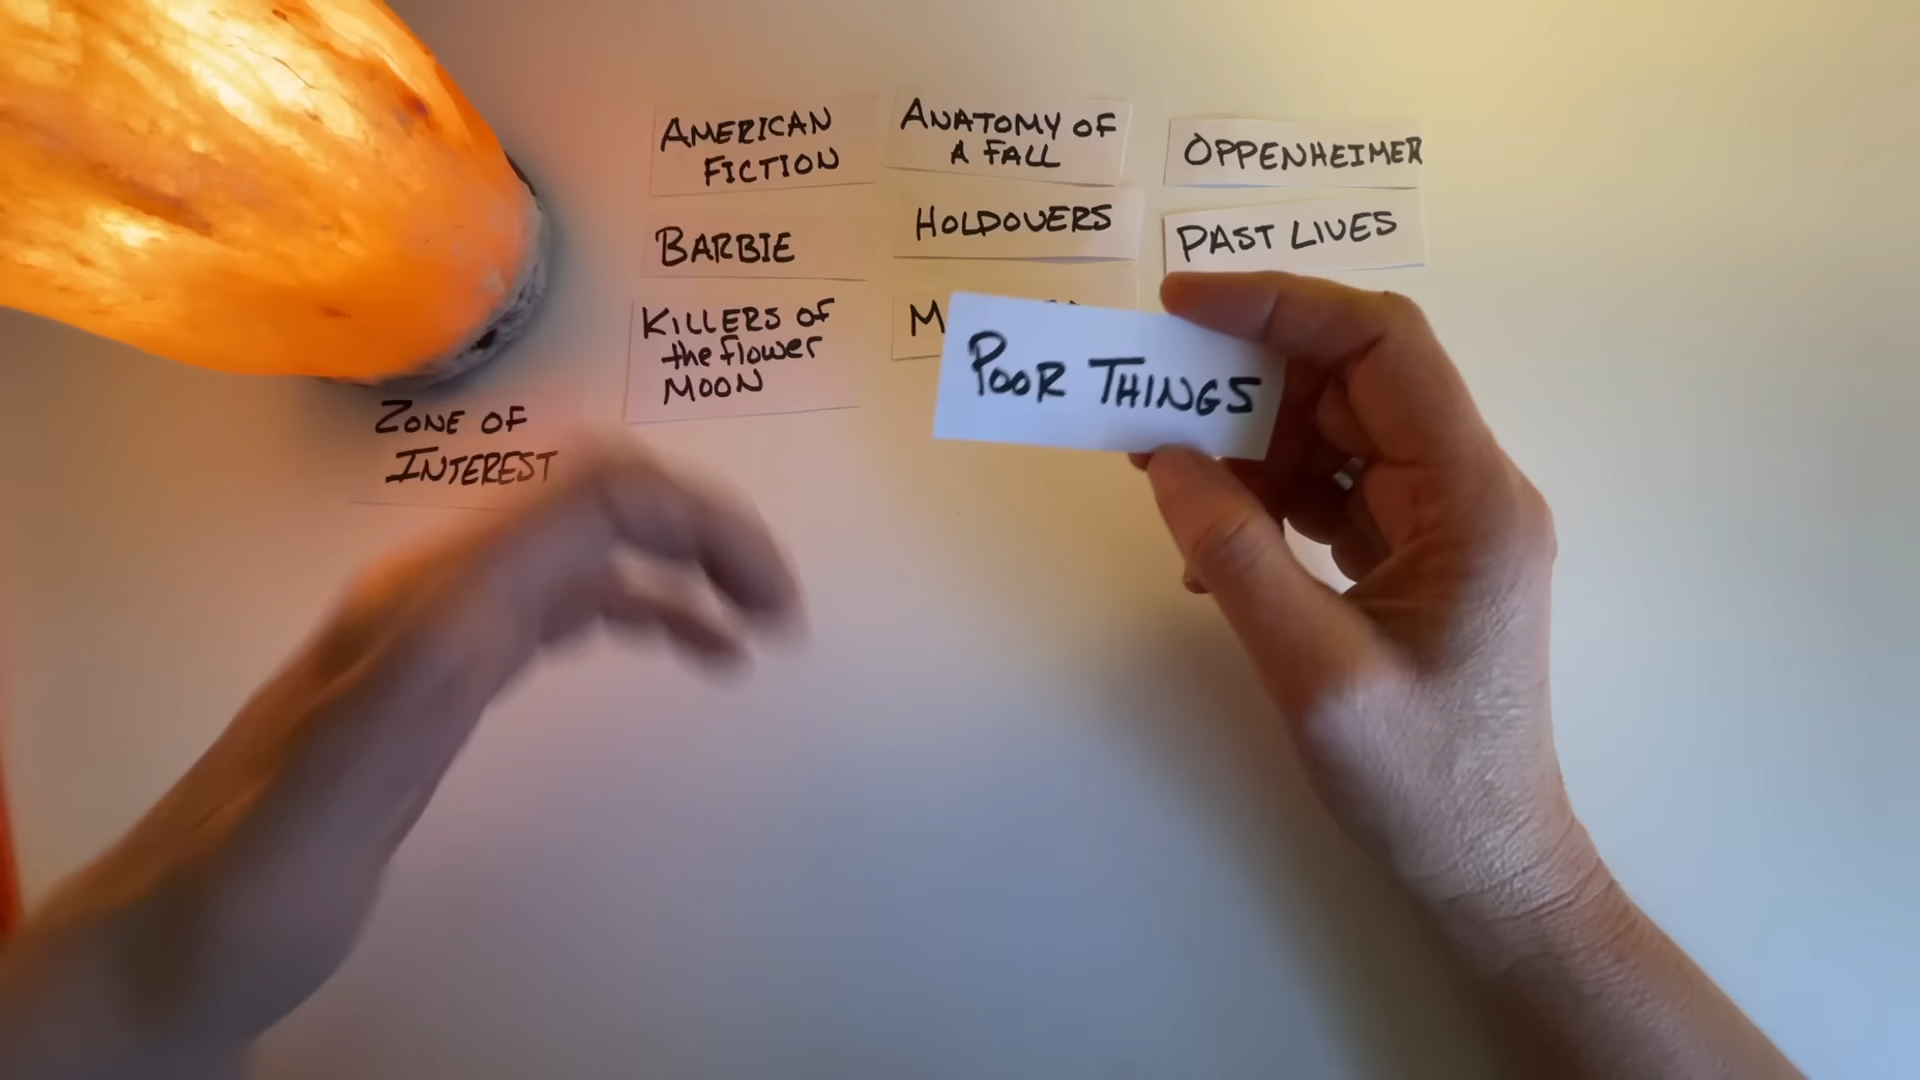 AMERICAN
FICTION
ANATOMY OF
A FALL
OPPENHEIMER
BARBIE
HOLDOVERS
PAST LIVES
KILLERS OF
the flower
MOON
POOR THINGS
ZONE OF
INTEREST